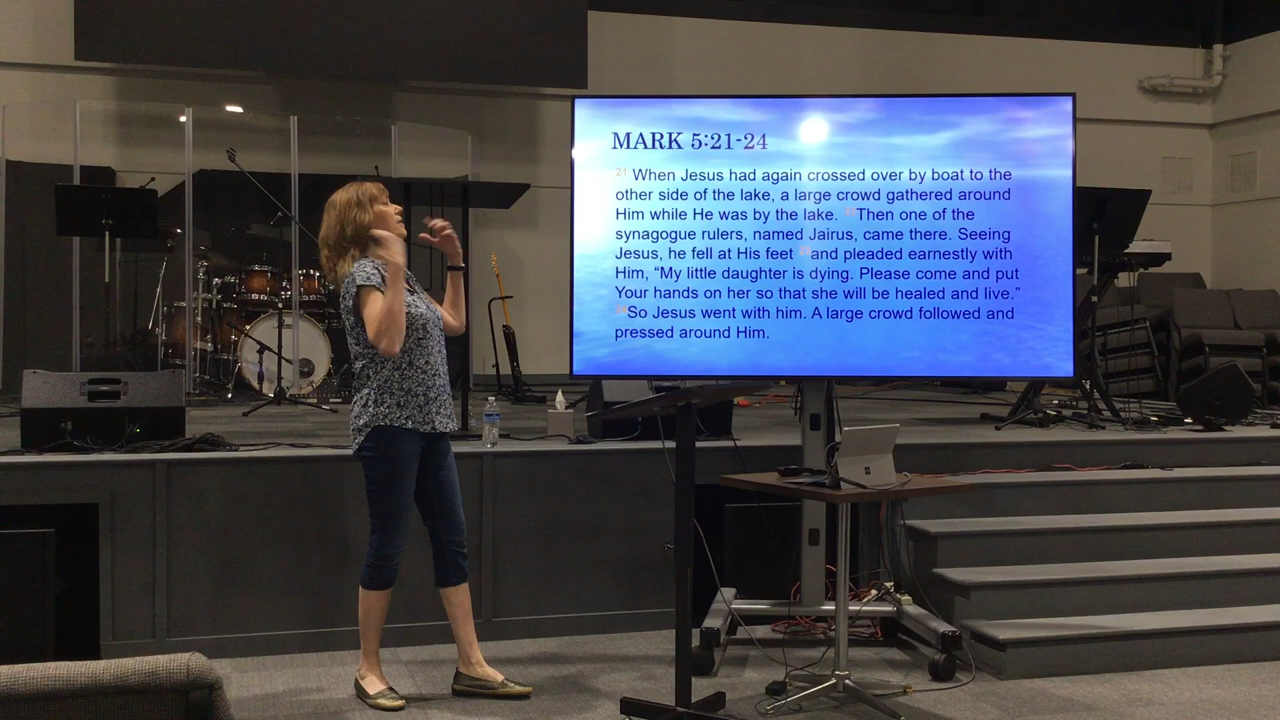 MARK 5:21-24
21 When Jesus had again crossed over by boat to the
other side of the lake, a large crowd gathered around
Him while He was by the lake. 22 Then one of the
synagogue rulers, named Jairus, came there. Seeing
Jesus, he fell at His feet 23 and pleaded earnestly with
Him, “My little daughter is dying. Please come and put
Your hands on her so that she will be healed and live.”
24 So Jesus went with him. A large crowd followed and
pressed around Him.